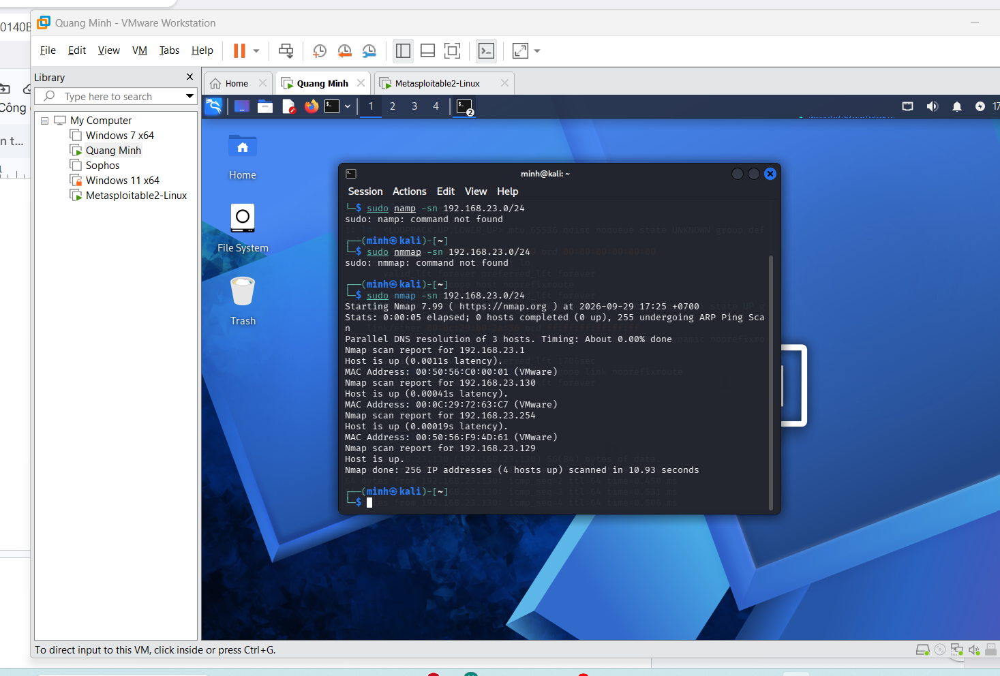 0140B
Quang Minh - VMware Workstation
File Edit View VM Tabs Help
Library
Type here to search
Home
Quang Minh
Metasploitable2-Linux
My Computer
Windows 7 x64
Quang Minh
Sophos
Windows 11 x64
Metasploitable2-Linux
Công
n t...
1
1 2 3 4
2
17
Home
File System
Trash
minh@kali: ~
Session Actions Edit View Help
└─$ sudo namp -sn 192.168.23.0/24
sudo: namp: command not found
┌──(minh㉿kali)-[~]
└─$ sudo nmmap -sn 192.168.23.0/24
sudo: nmmap: command not found
┌──(minh㉿kali)-[~]
└─$ sudo nmap -sn 192.168.23.0/24
Starting Nmap 7.99 ( https://nmap.org ) at 2026-09-29 17:25 +0700
Stats: 0:00:05 elapsed; 0 hosts completed (0 up), 255 undergoing ARP Ping Sca
n
Parallel DNS resolution of 3 hosts. Timing: About 0.00% done
Nmap scan report for 192.168.23.1
Host is up (0.0011s latency).
MAC Address: 00:50:56:C0:00:01 (VMware)
Nmap scan report for 192.168.23.130
Host is up (0.00041s latency).
MAC Address: 00:0C:29:72:63:C7 (VMware)
Nmap scan report for 192.168.23.254
Host is up (0.00019s latency).
MAC Address: 00:50:56:F9:4D:61 (VMware)
Nmap scan report for 192.168.23.129
Host is up.
Nmap done: 256 IP addresses (4 hosts up) scanned in 10.93 seconds
┌──(minh㉿kali)-[~]
└─$
To direct input to this VM, click inside or press Ctrl+G.